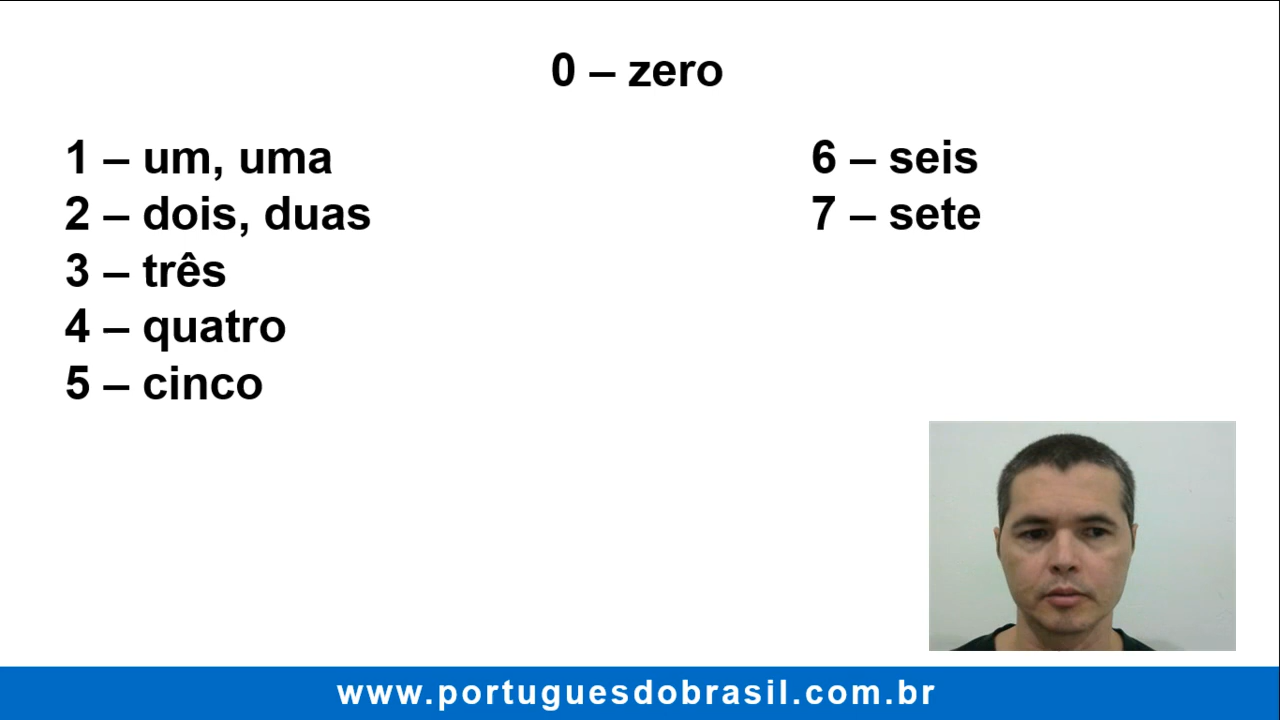 0 – zero
1 – um, uma
2 – dois, duas
3 – três
4 – quatro
5 – cinco
6 – seis
7 – sete
www.portuguesdobrasil.com.br